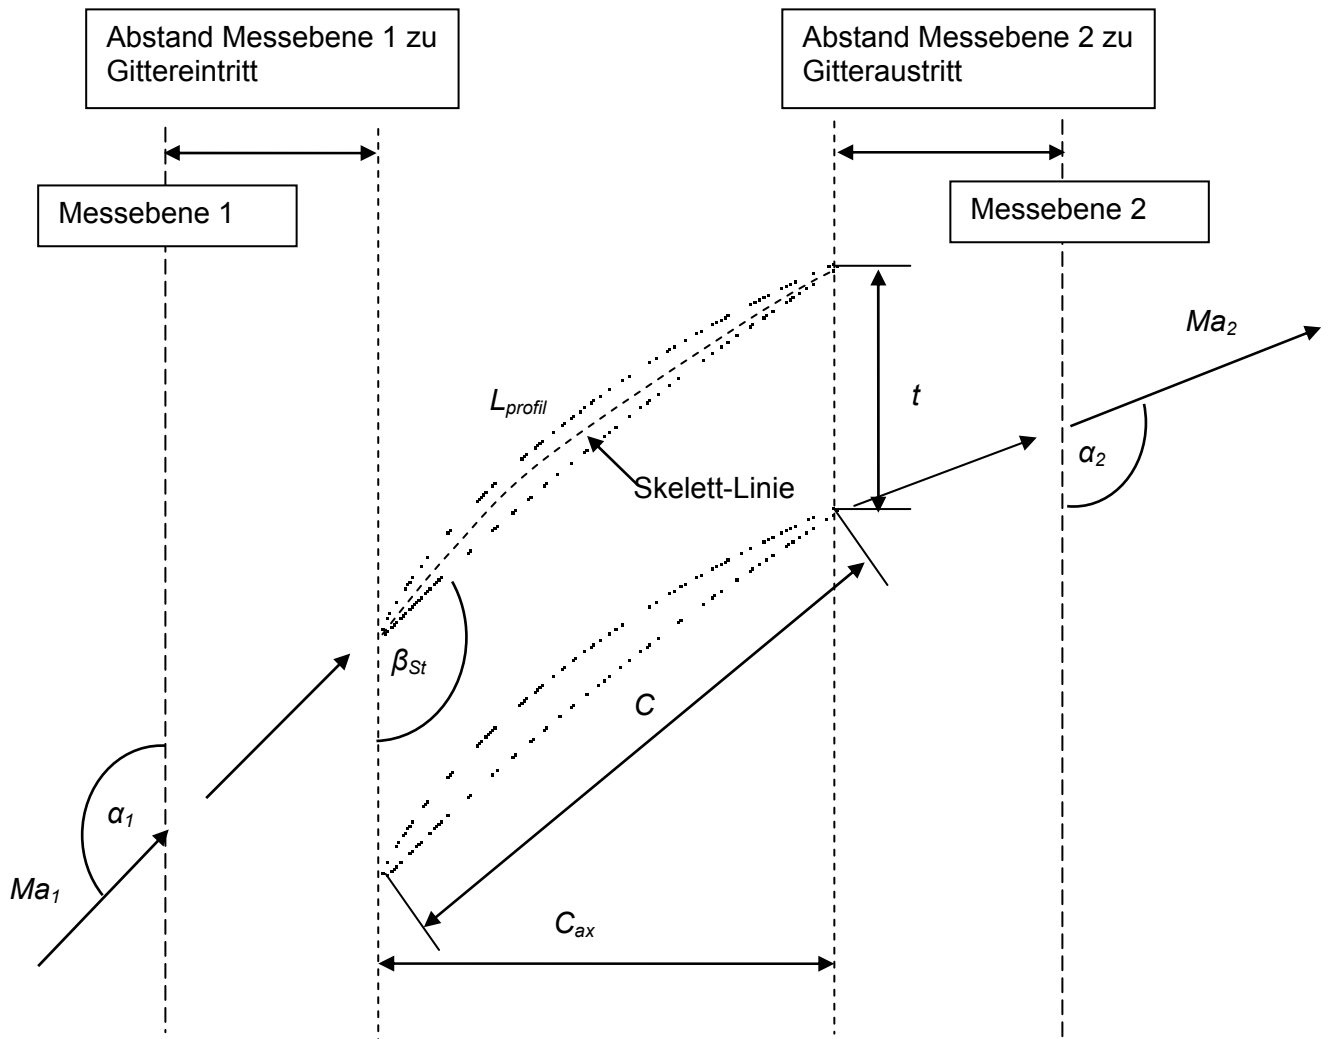 Abstand Messebene 1 zu
Gittereintritt
Abstand Messebene 2 zu
Gitteraustritt
Messebene 1
Messebene 2
Ma2
t
Lprofil
α2
Skelett-Linie
βSt
C
α1
Ma1
Cax